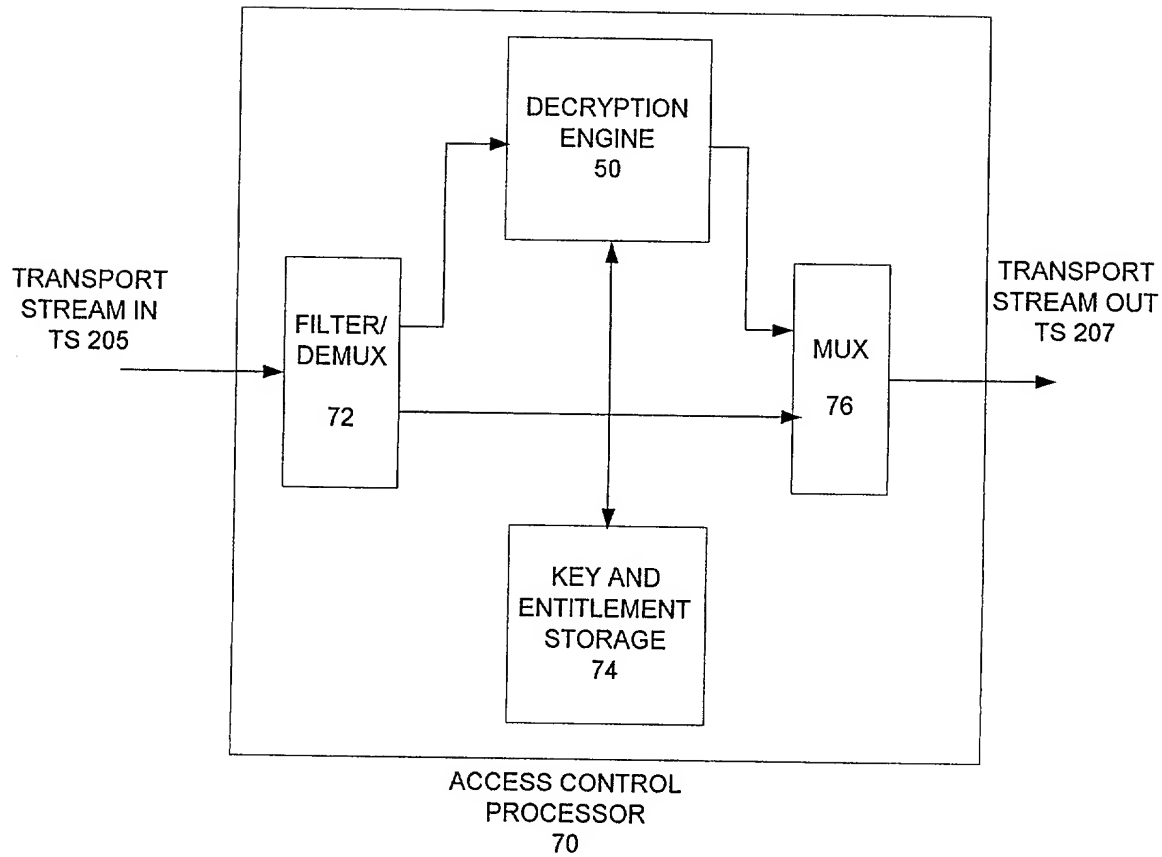 DECRYPTION
ENGINE
50
TRANSPORT
STREAM IN
TS 205
FILTER/
DEMUX
72
MUX
76
TRANSPORT
STREAM OUT
TS 207
KEY AND
ENTITLEMENT
STORAGE
74
ACCESS CONTROL
PROCESSOR
70